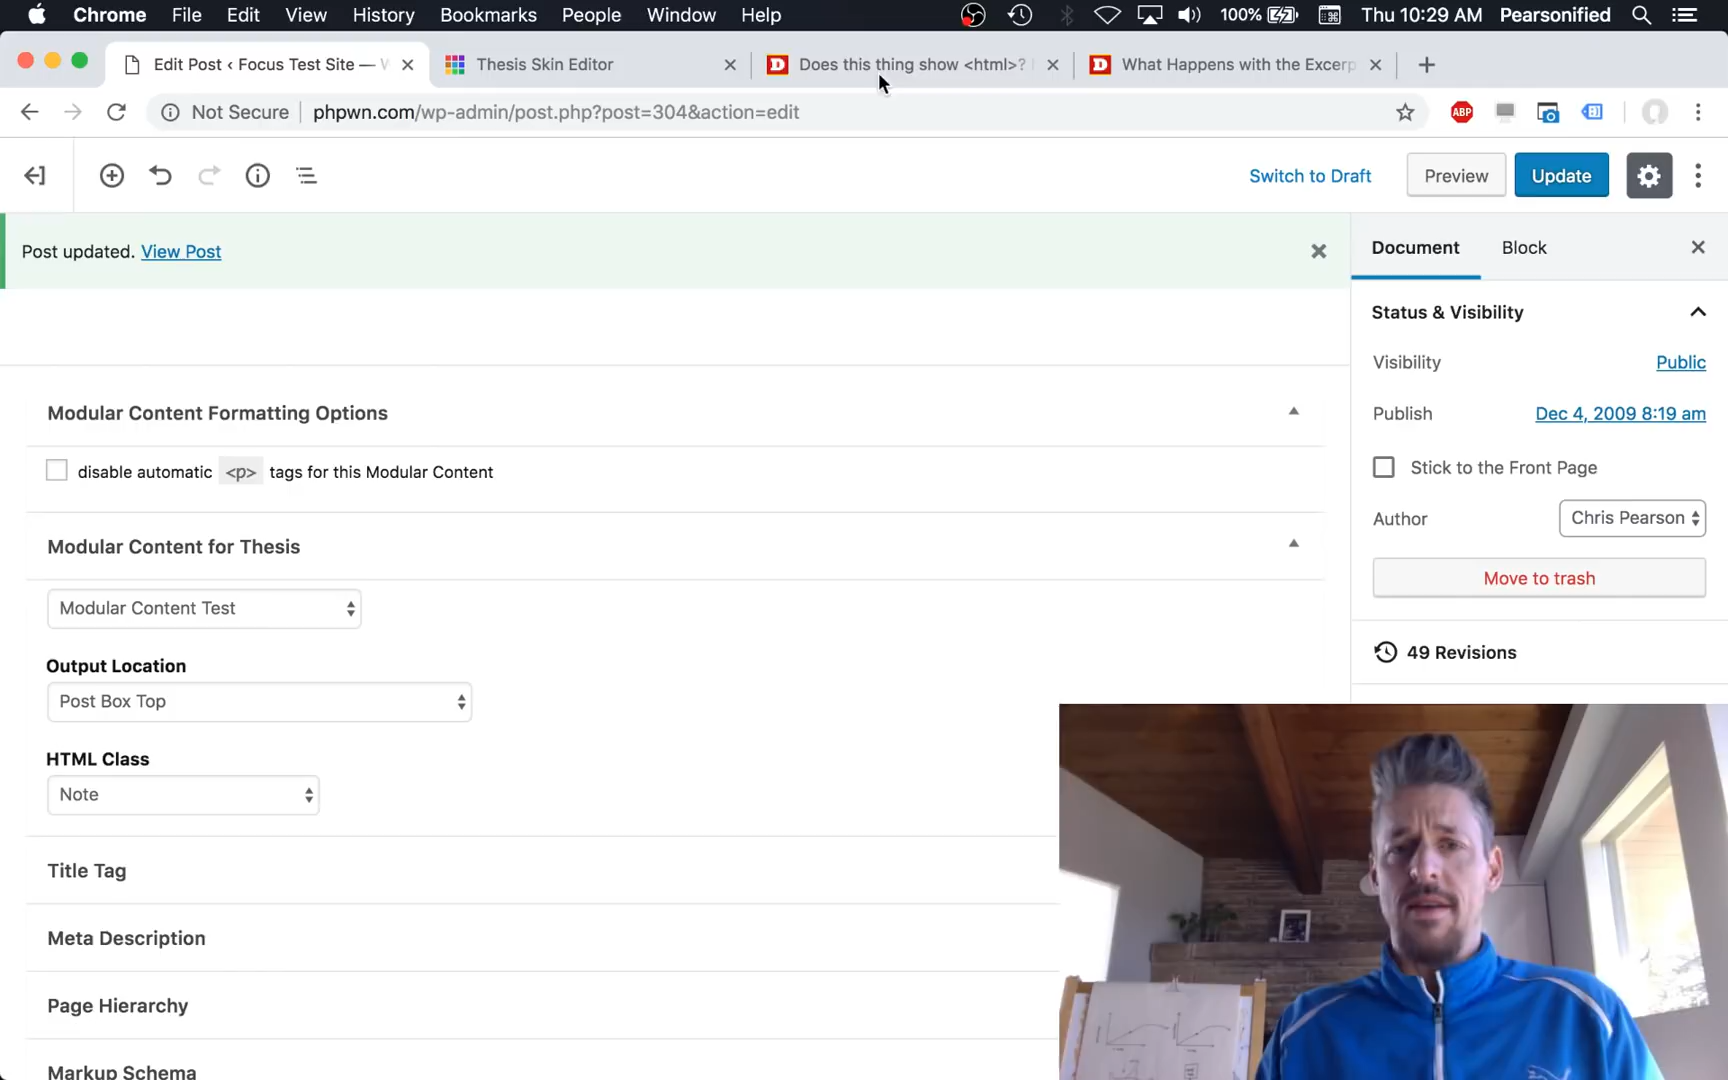 Chrome File Edit View History Bookmarks People Window Help 100% Thu 10:29 AM Pearsonified
Edit Post ‹ Focus Test Site — W Thesis Skin Editor Does this thing show <html>? What Happens with the Excerp
Not Secure phpwn.com/wp-admin/post.php?post=304&action=edit ABP
Switch to Draft Preview Update
Post updated. View Post
Document Block
Status & Visibility
Visibility Public
Publish Dec 4, 2009 8:19 am
Stick to the Front Page
Author Chris Pearson
Move to trash
49 Revisions
Modular Content Formatting Options
disable automatic <p> tags for this Modular Content
Modular Content for Thesis
Modular Content Test
Output Location
Post Box Top
HTML Class
Note
Title Tag
Meta Description
Page Hierarchy
Markup Schema